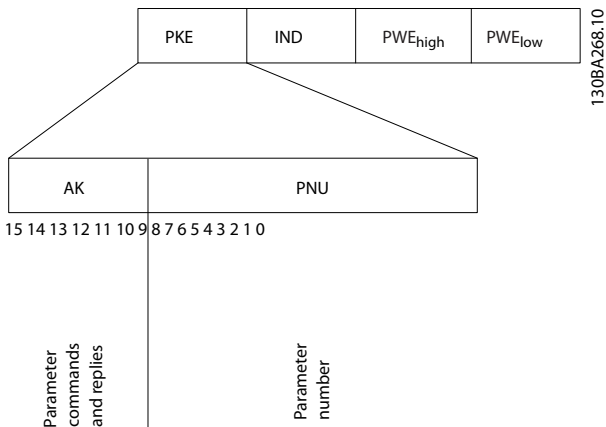 PKE IND PWEhigh PWElow
130BA268.10
AK PNU
15 14 13 12 11 10 9 8 7 6 5 4 3 2 1 0
Parameter
commands
and replies
Parameter
number